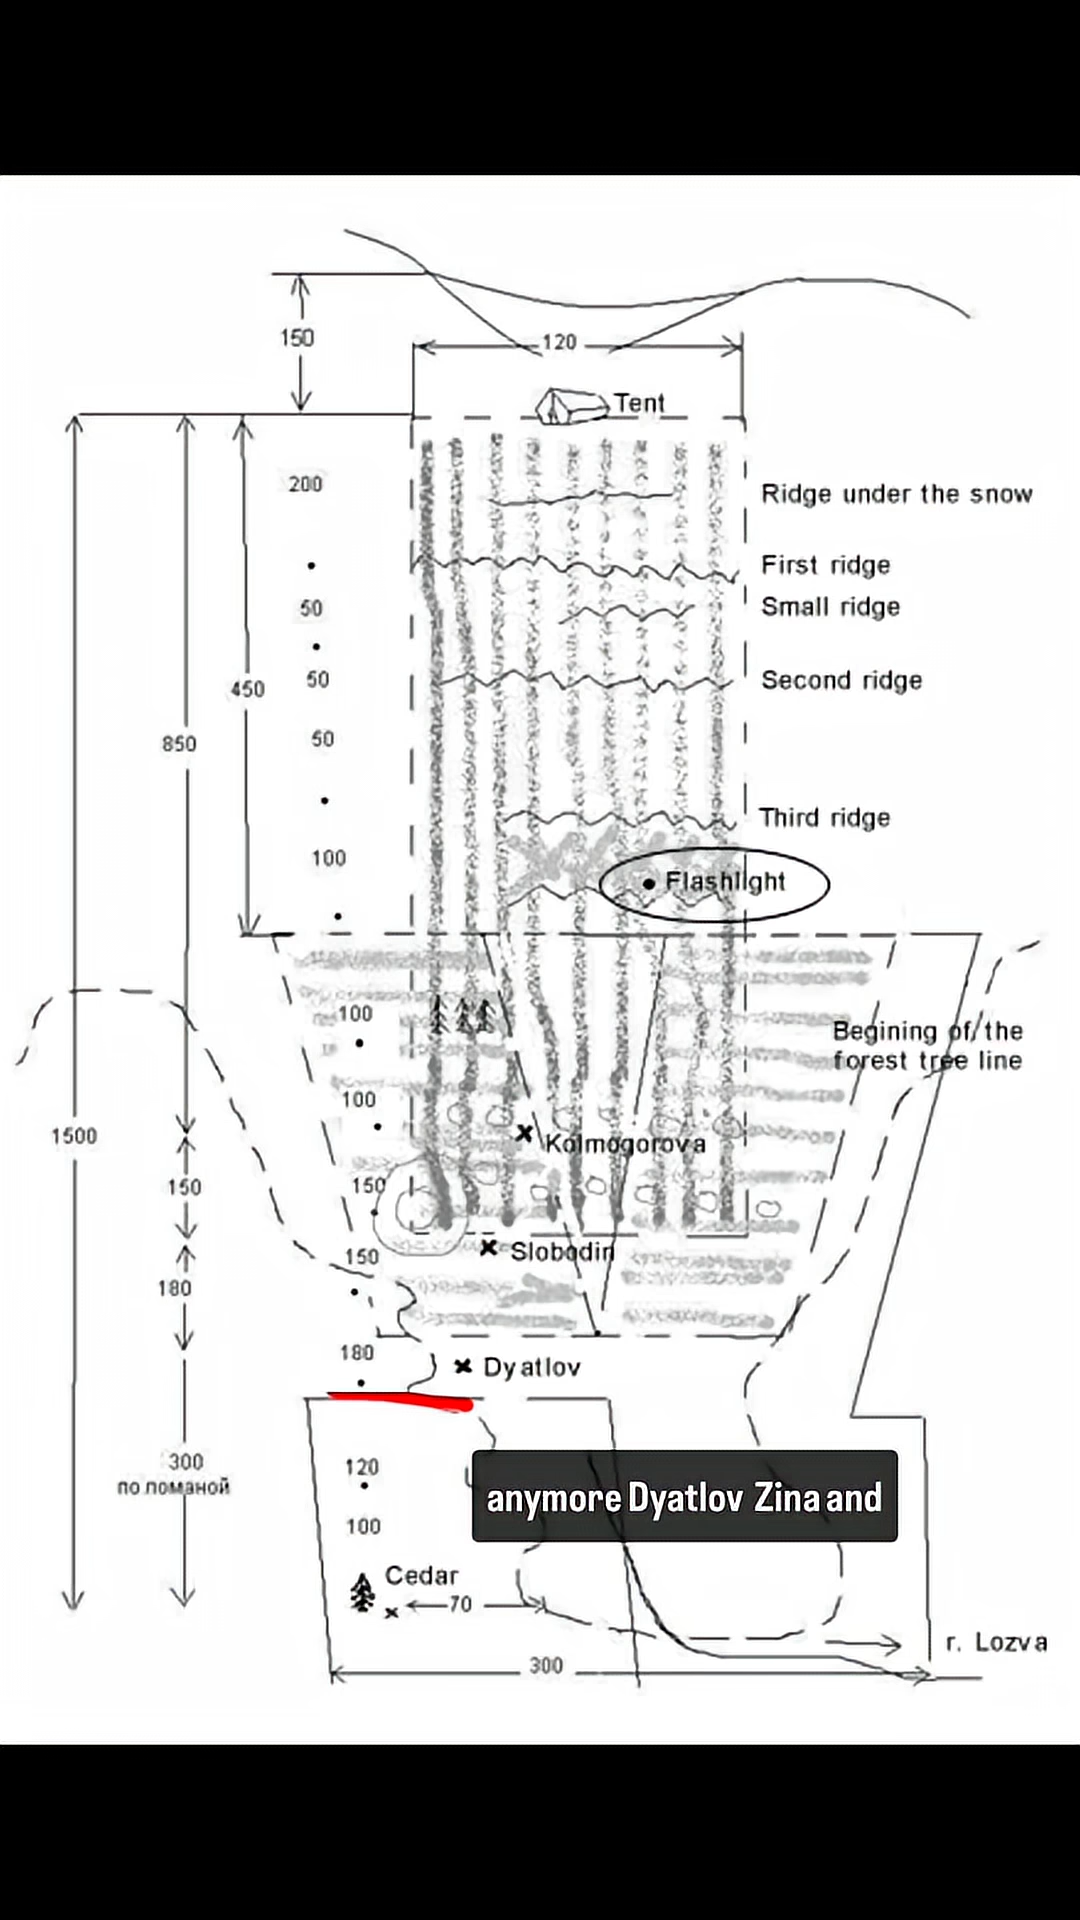 150
120
Tent
200
Ridge under the snow
First ridge
50
Small ridge
50
Second ridge
450
50
850
Third ridge
100
Flashlight
100
Begining of the
forest tree line
100
1500
Kolmogorova
150
150
Slobodin
150
180
180
Dyatlov
300
по ломаной
120
anymore Dyatlov Zina and
100
Cedar
70
r. Lozva
300